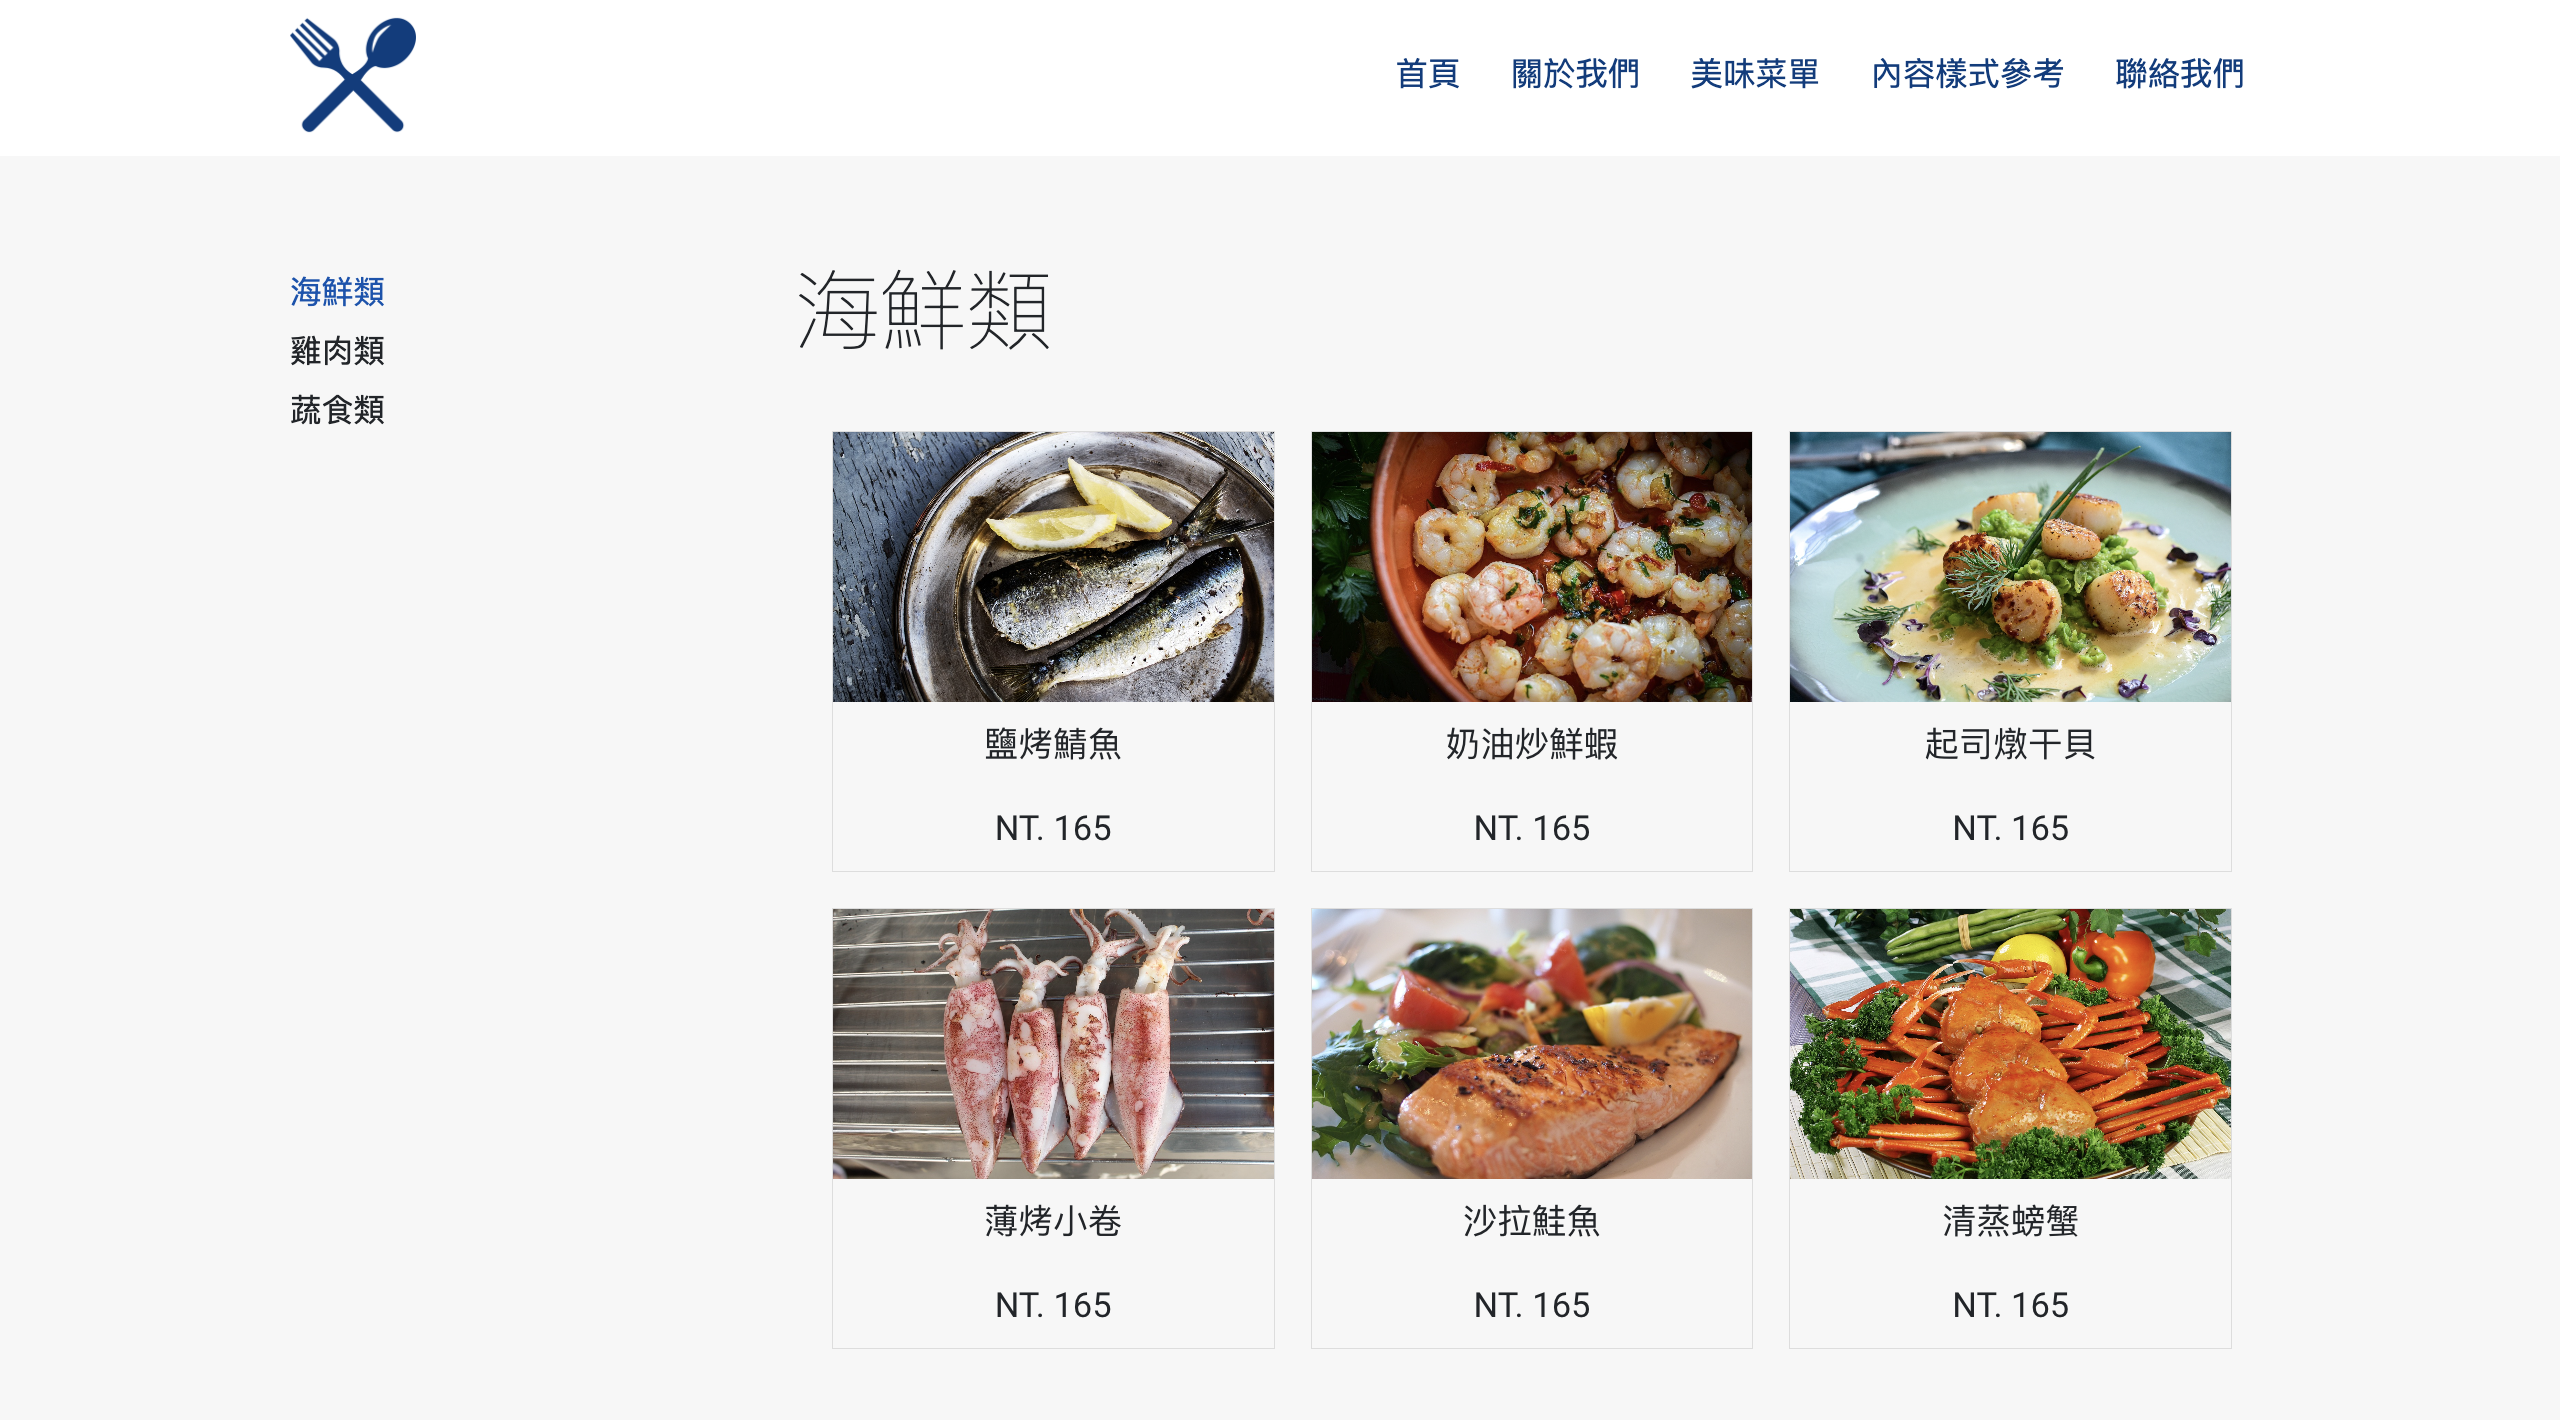 首頁 關於我們 美味菜單 內容樣式參考 聯絡我們
海鮮類
雞肉類
蔬食類
海鮮類
鹽烤鯖魚 奶油炒鮮蝦 起司燉干貝
NT. 165 NT. 165 NT. 165
薄烤小卷 沙拉鮭魚 清蒸螃蟹
NT. 165 NT. 165 NT. 165